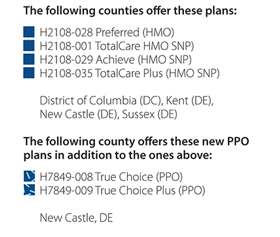 The following counties offer these plans:
H2108-028 Preferred (HMO)
H2108-001 TotalCare HMO SNP)
H2108-029 Achieve (HMO SNP)
H2108-035 TotalCare Plus (HMO SNP)
District of Columbia (DC), Kent (DE),
New Castle (DE), Sussex (DE)
The following county offers these new PPO
plans in addition to the ones above:
H7849-008 True Choice (PPO)
H7849-009 True Choice Plus (PPO)
New Castle, DE